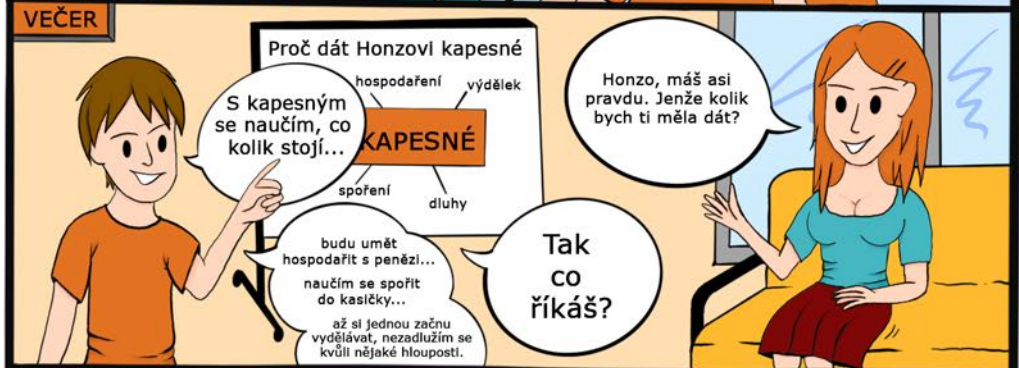 VEČER
Proč dát Honzovi kapesné
hospodaření
výdělek
KAPESNÉ
spoření
dluhy
S kapesným
se naučím, co
kolik stojí...
budu umět
hospodařit s penězi...
naučím se spořit
do kasičky...
až si jednou začnu
vydělávat, nezadlužím se
kvůli nějaké hlouposti.
Tak
co
říkáš?
Honzo, máš asi
pravdu. Jenže kolik
bych ti měla dát?